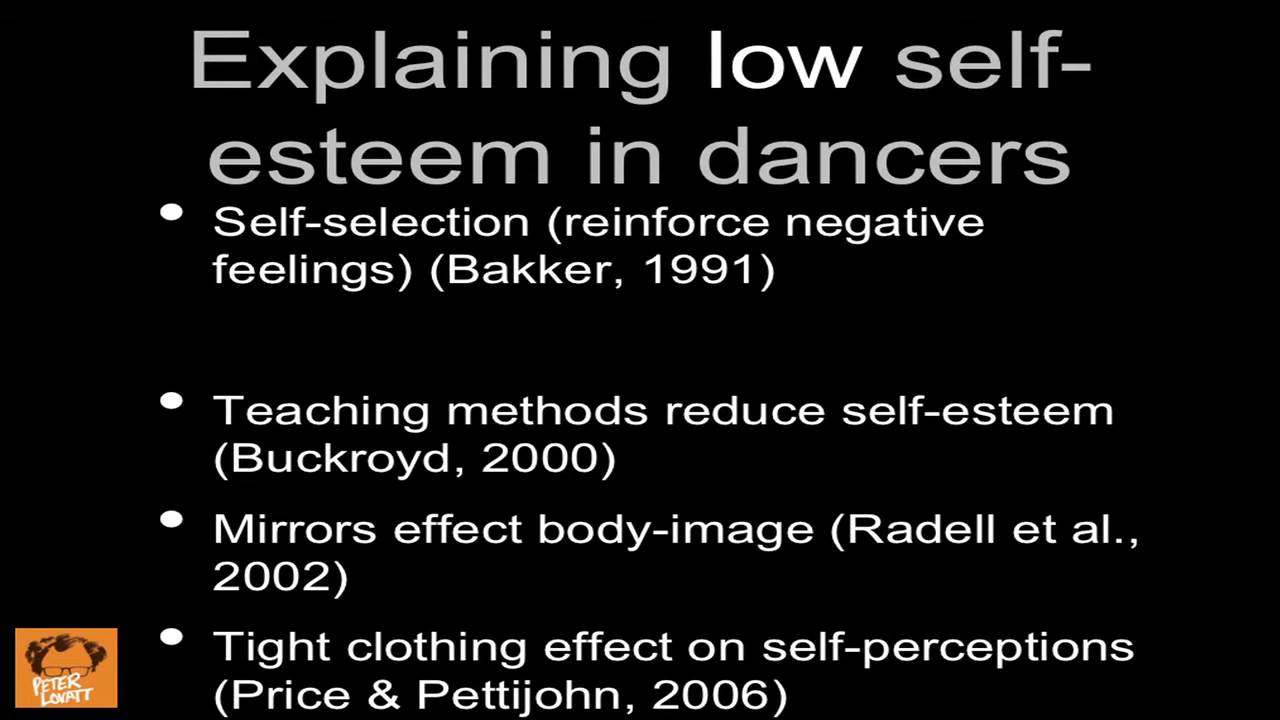 Explaining low self-
esteem in dancers
• Self-selection (reinforce negative
feelings) (Bakker, 1991)
• Teaching methods reduce self-esteem
(Buckroyd, 2000)
• Mirrors effect body-image (Radell et al.,
2002)
• Tight clothing effect on self-perceptions
(Price & Pettijohn, 2006)
PETER
LOVATT